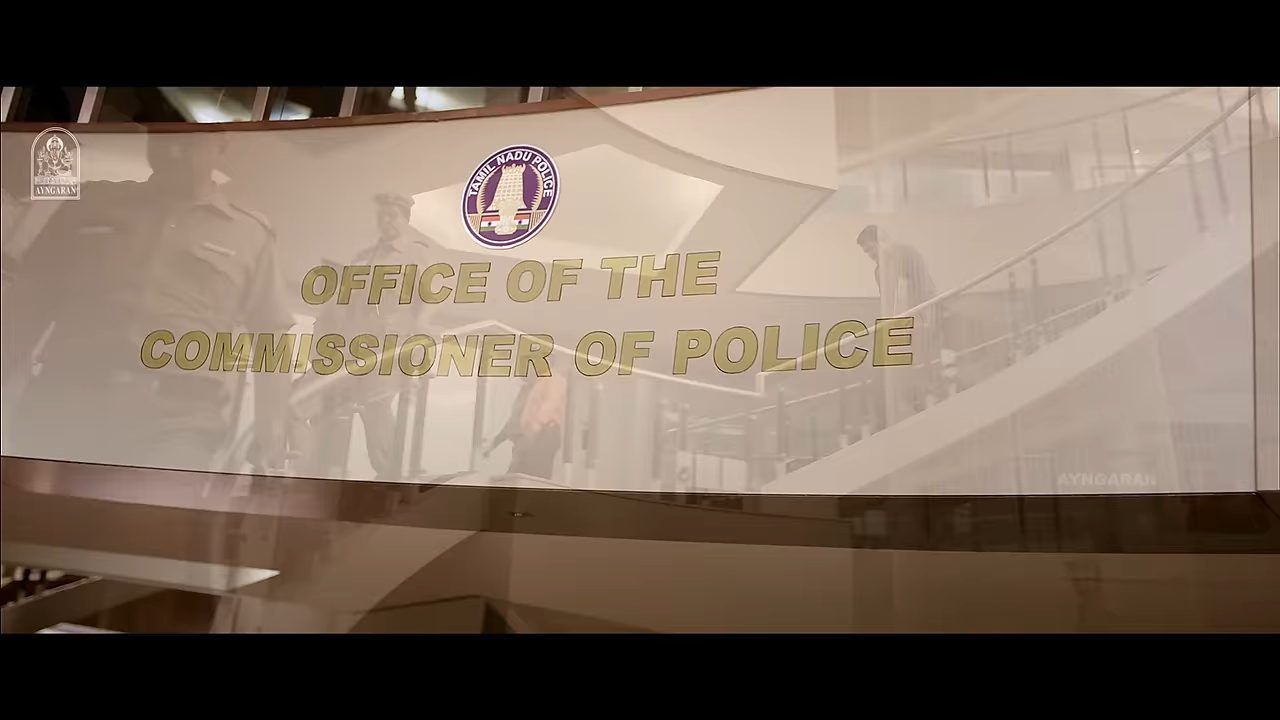 AYNGARAN
TAMIL NADU POLICE
OFFICE OF THE
COMMISSIONER OF POLICE
AYNGARAN